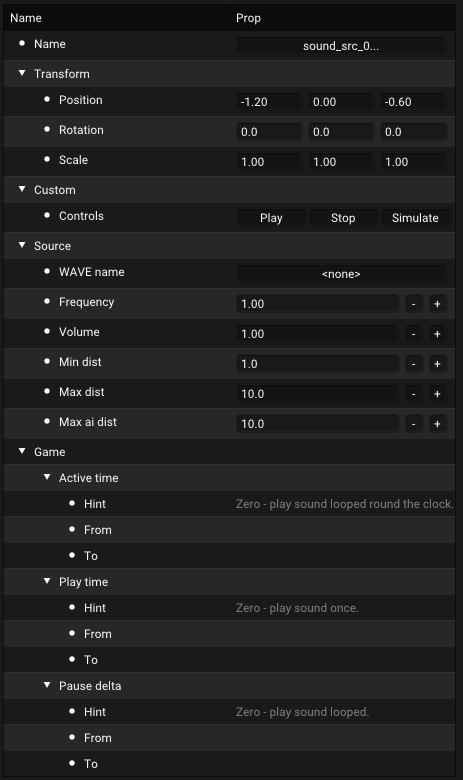 Name Prop
Name sound_src_0...
Transform
Position -1.20 0.00 -0.60
Rotation 0.0 0.0 0.0
Scale 1.00 1.00 1.00
Custom
Controls Play Stop Simulate
Source
WAVE name <none>
Frequency 1.00 - +
Volume 1.00 - +
Min dist 1.0 - +
Max dist 10.0 - +
Max ai dist 10.0 - +
Game
Active time
Hint Zero - play sound looped round the clock.
From
To
Play time
Hint Zero - play sound once.
From
To
Pause delta
Hint Zero - play sound looped.
From
To